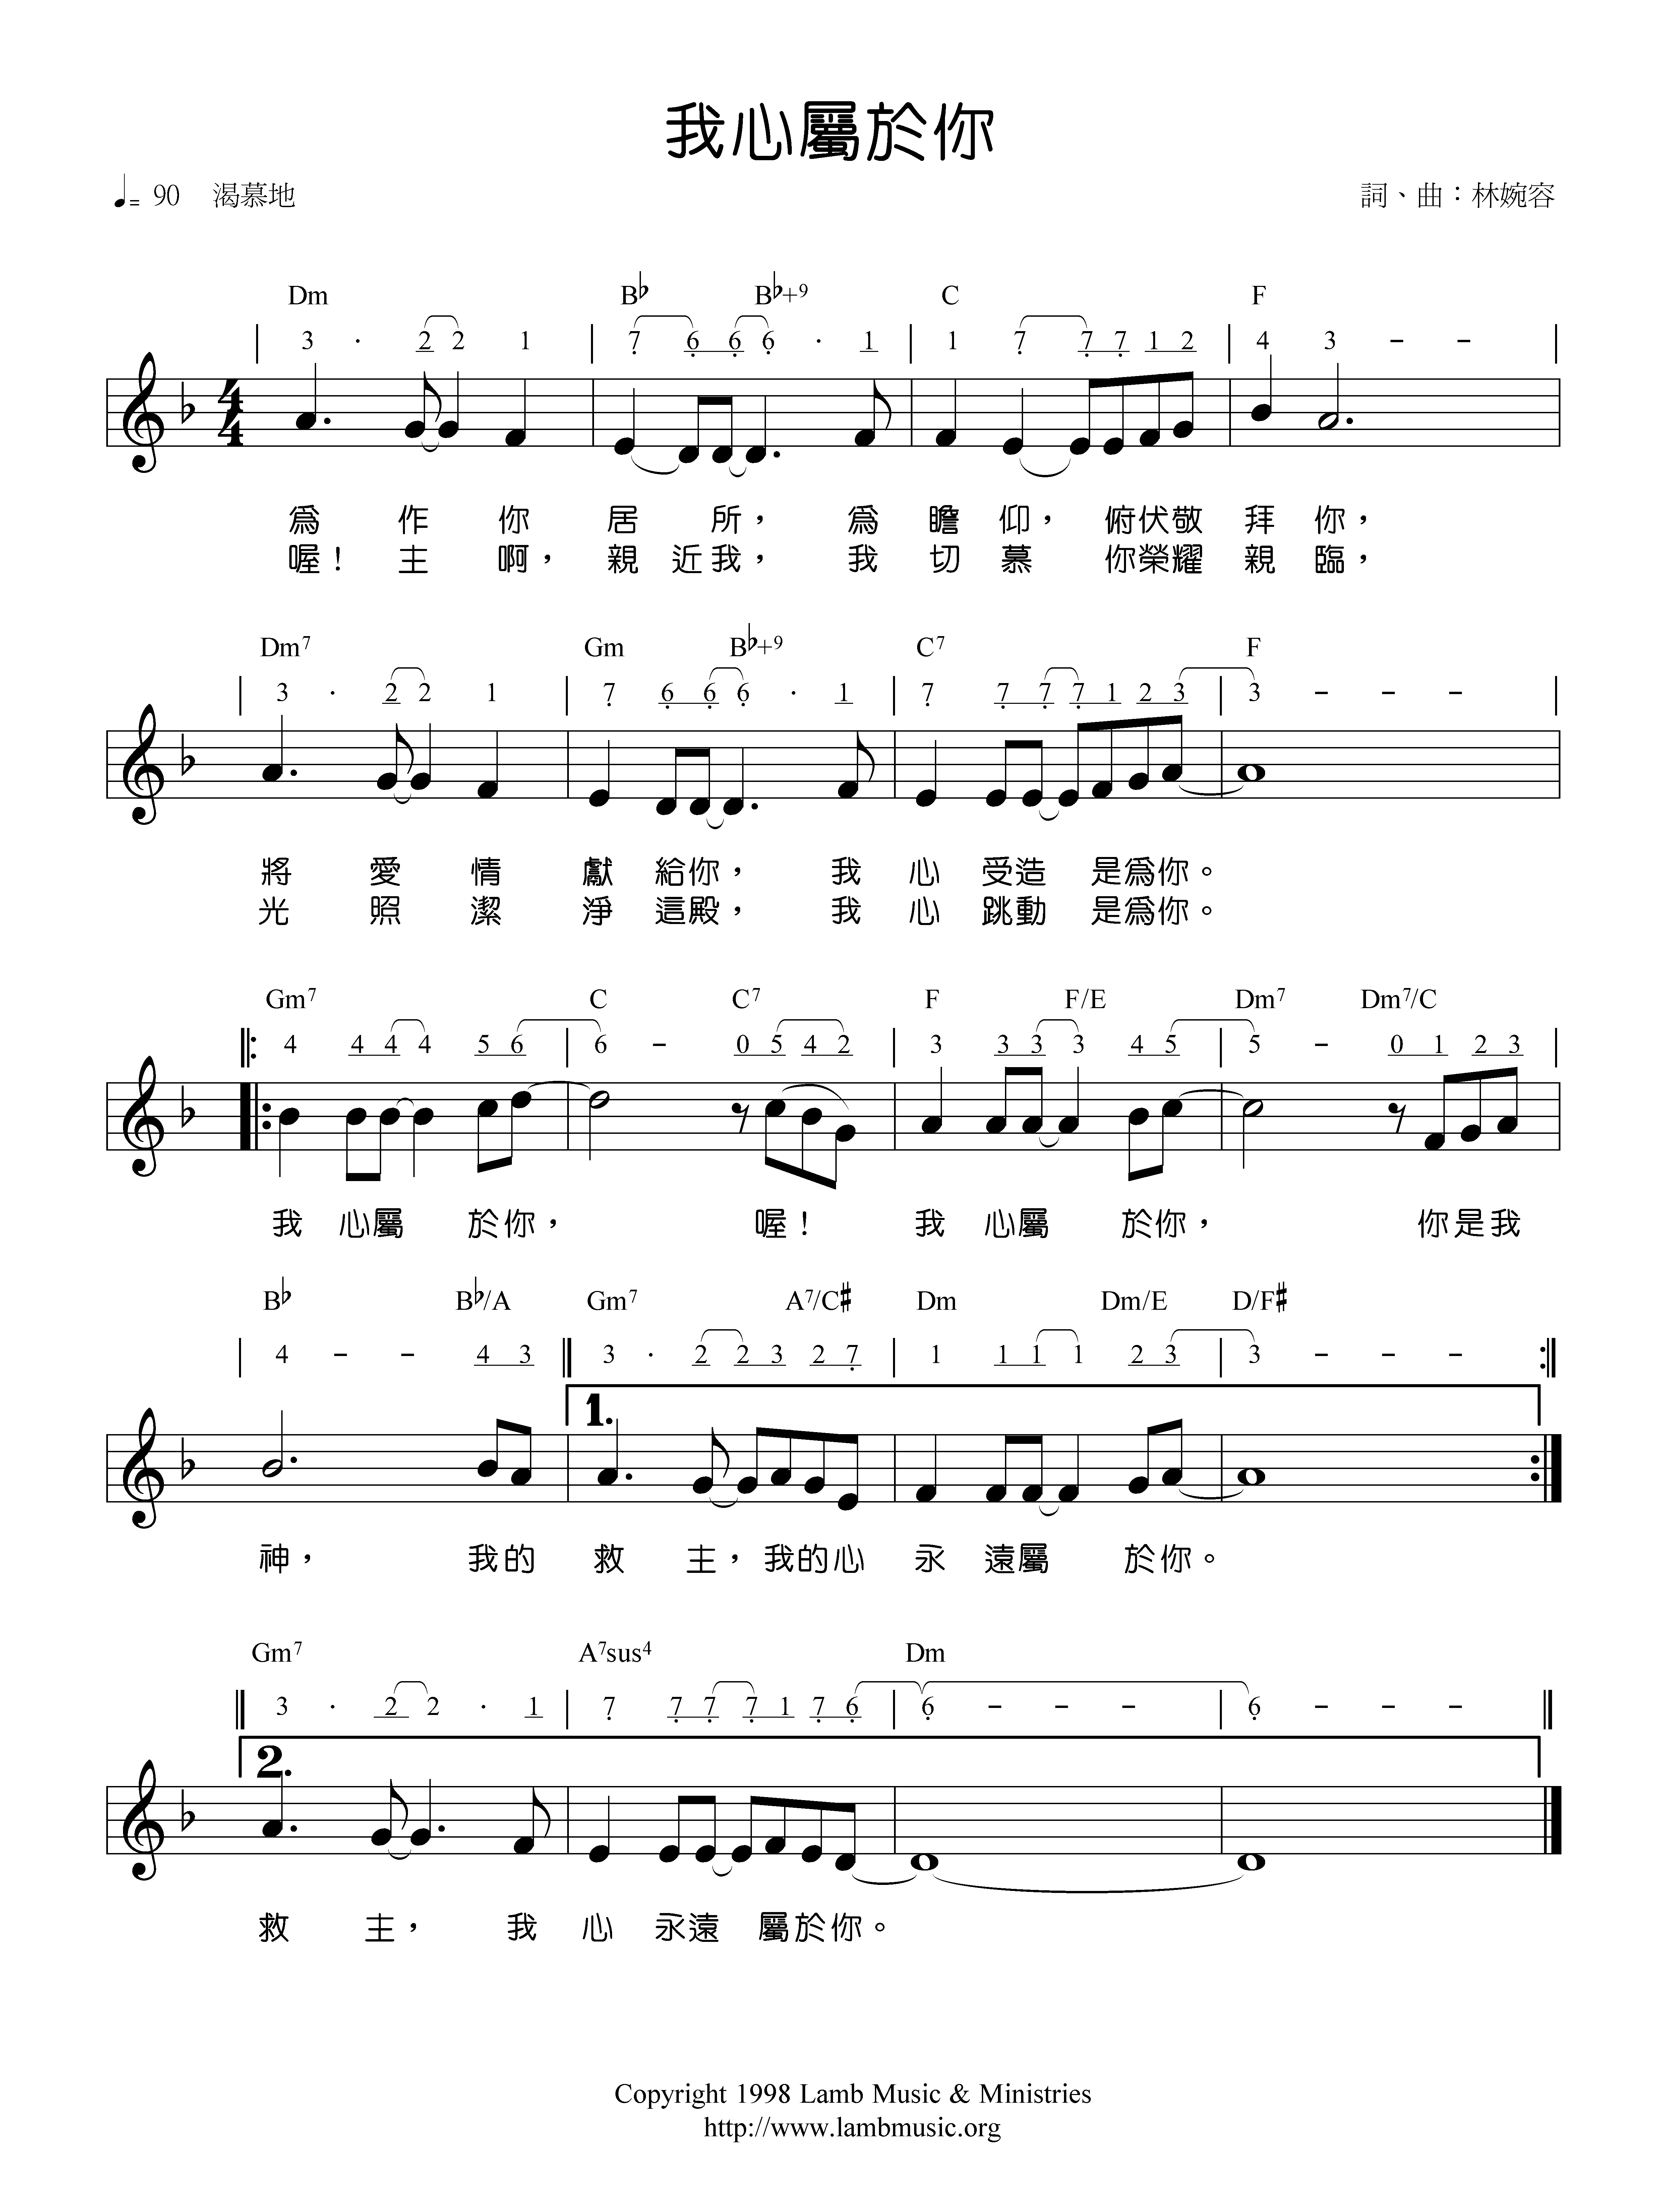 我心屬於你
♩= 90 渴慕地
詞、曲：林婉容
Dm B♭ B♭+9 C F
| 3 · 2 2 1 | 7 6 6 6 · 1 | 1 7 7 7 1 2 | 4 3 - - |
為 作 你 居 所， 為 瞻 仰， 俯伏敬 拜 你，
喔！ 主 啊， 親 近我， 我 切 慕 你榮耀 親 臨，
Dm7 Gm B♭+9 C7 F
| 3 · 2 2 1 | 7 6 6 6 · 1 | 7 7 7 7 1 2 3 | 3 - - - |
將 愛 情 獻 給你， 我 心 受造 是為你。
光 照 潔 淨 這殿， 我 心 跳動 是為你。
Gm7 C C7 F F/E Dm7 Dm7/C
‖: 4 4 4 4 5 6 | 6 - 0 5 4 2 | 3 3 3 3 4 5 | 5 - 0 1 2 3 |
我 心屬 於你， 喔！ 我 心屬 於你， 你是我
B♭ B♭/A Gm7 A7/C♯ Dm Dm/E D/F♯
| 4 - - 4 3 ‖ 3 · 2 2 3 2 7 | 1 1 1 1 2 3 | 3 - - - :‖
1.
神， 我的 救 主，我的心 永 遠屬 於你。
Gm7 A7sus4 Dm
‖ 3 · 2 2 · 1 | 7 7 7 7 1 7 6 | 6 - - - | 6 - - - ‖
2.
救 主， 我 心 永遠 屬於你。
Copyright 1998 Lamb Music & Ministries
http://www.lambmusic.org